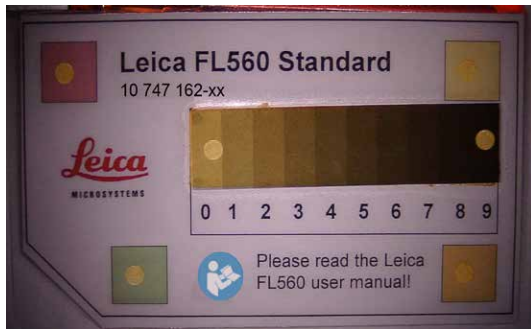 Leica FL560 Standard
10 747 162-xx
Leica
MICROSYSTEMS
0 1 2 3 4 5 6 7 8 9
Please read the Leica
FL560 user manual!